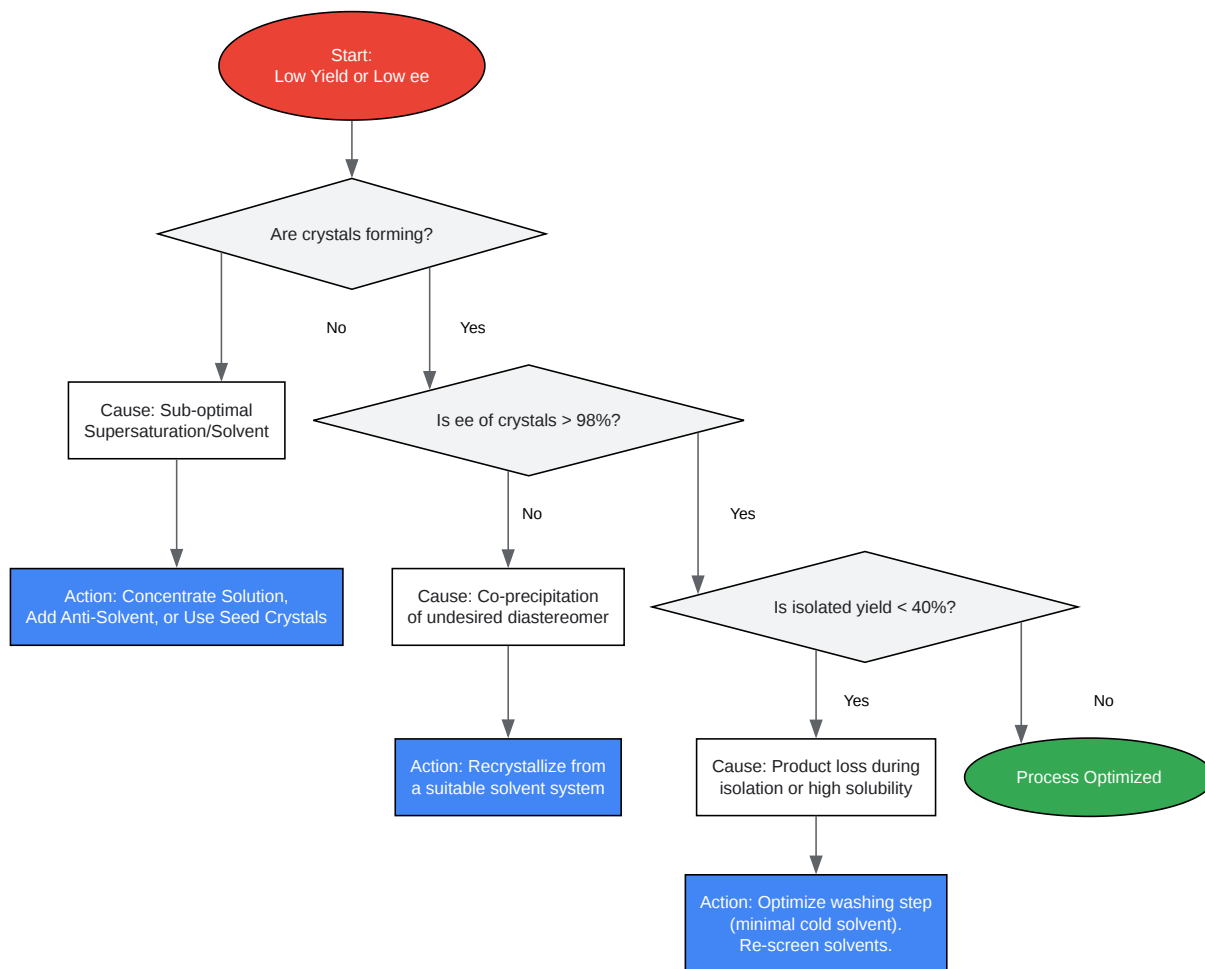 Start:
Low Yield or Low ee
Are crystals forming?
No
Yes
Cause: Sub-optimal
Supersaturation/Solvent
Is ee of crystals > 98%?
No
Yes
Action: Concentrate Solution,
Add Anti-Solvent, or Use Seed Crystals
Cause: Co-precipitation
of undesired diastereomer
Is isolated yield < 40%?
Yes
No
Action: Recrystallize from
a suitable solvent system
Cause: Product loss during
isolation or high solubility
Process Optimized
Action: Optimize washing step
(minimal cold solvent).
Re-screen solvents.